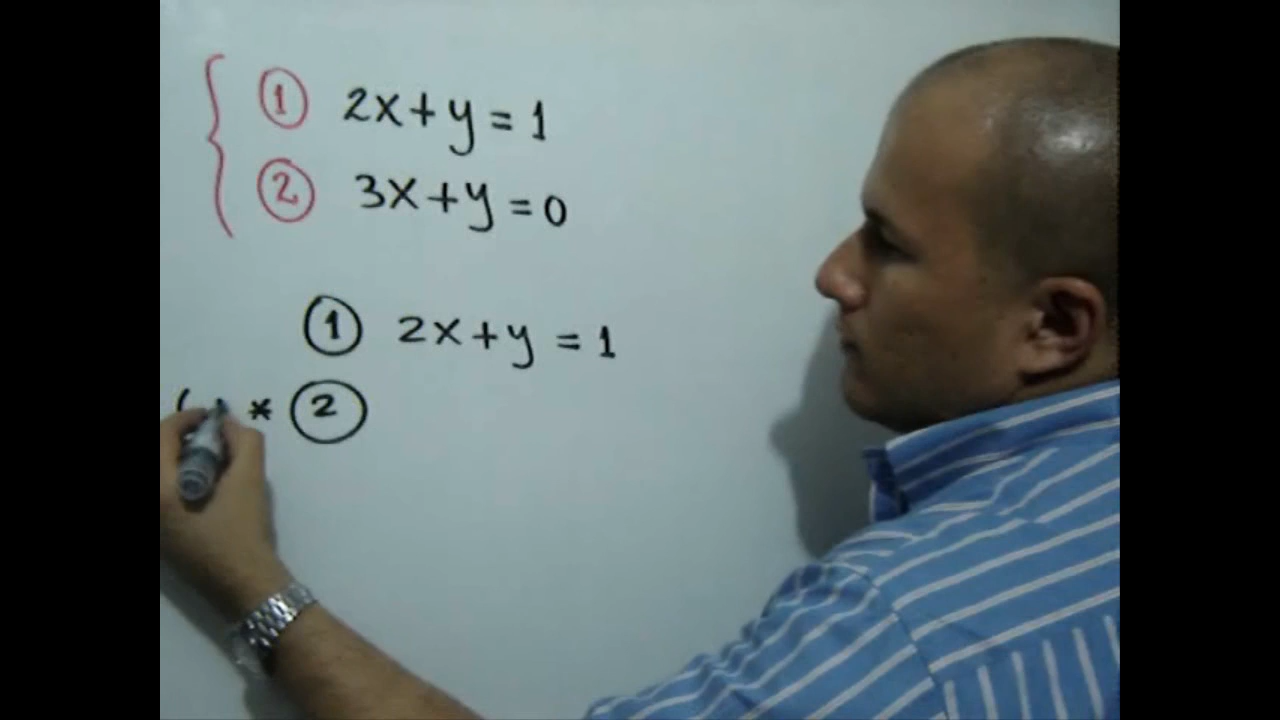 ① 2x+y=1
② 3x+y=0
① 2x+y=1
( * ②